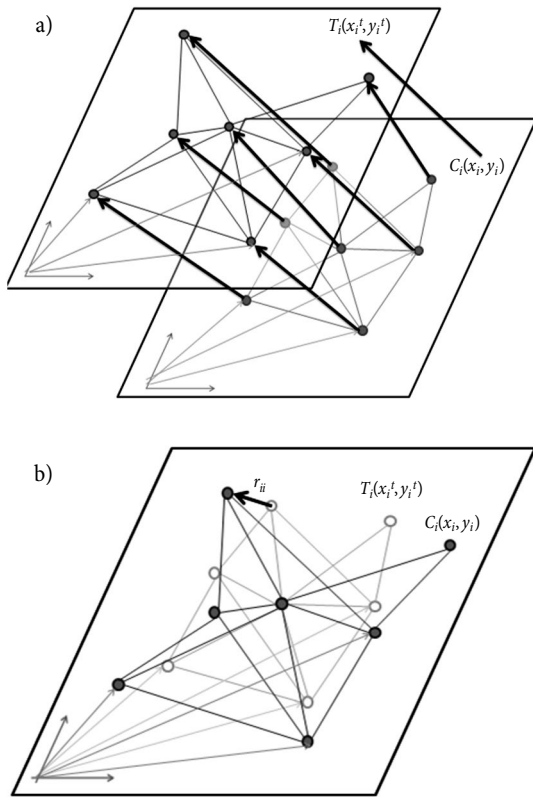 a)
Tᵢ(xᵢᵗ, yᵢᵗ)
Cᵢ(xᵢ, yᵢ)
b)
rᵢᵢ
Tᵢ(xᵢᵗ, yᵢᵗ)
Cᵢ(xᵢ, yᵢ)